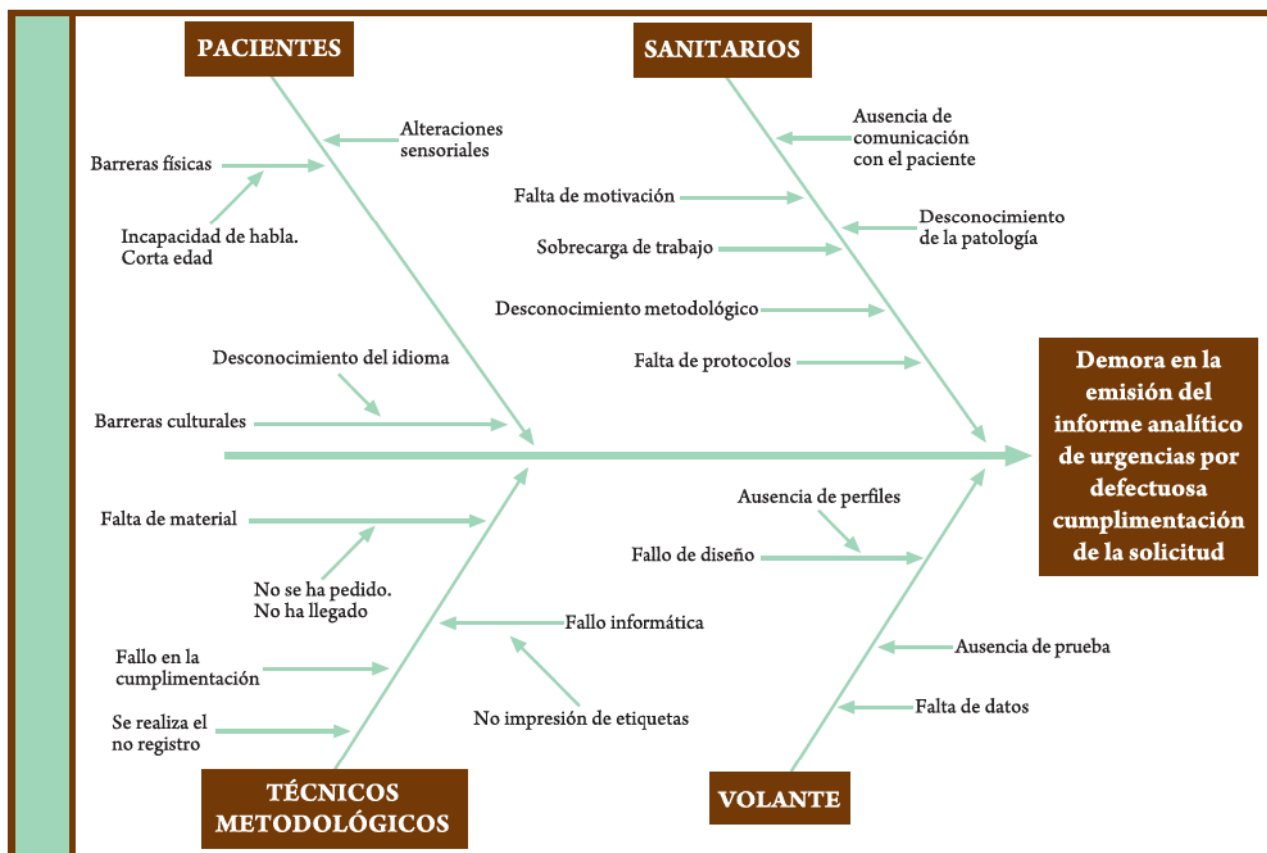 PACIENTES
SANITARIOS
Alteraciones
sensoriales
Barreras físicas
Incapacidad de habla.
Corta edad
Desconocimiento del idioma
Barreras culturales
Ausencia de
comunicación
con el paciente
Falta de motivación
Desconocimiento
de la patología
Sobrecarga de trabajo
Desconocimiento metodológico
Falta de protocolos
Demora en la
emisión del
informe analítico
de urgencias por
defectuosa
cumplimentación
de la solicitud
Falta de material
No se ha pedido.
No ha llegado
Fallo informática
Fallo en la
cumplimentación
No impresión de etiquetas
Se realiza el
no registro
Ausencia de perfiles
Fallo de diseño
Ausencia de prueba
Falta de datos
TÉCNICOS
METODOLÓGICOS
VOLANTE